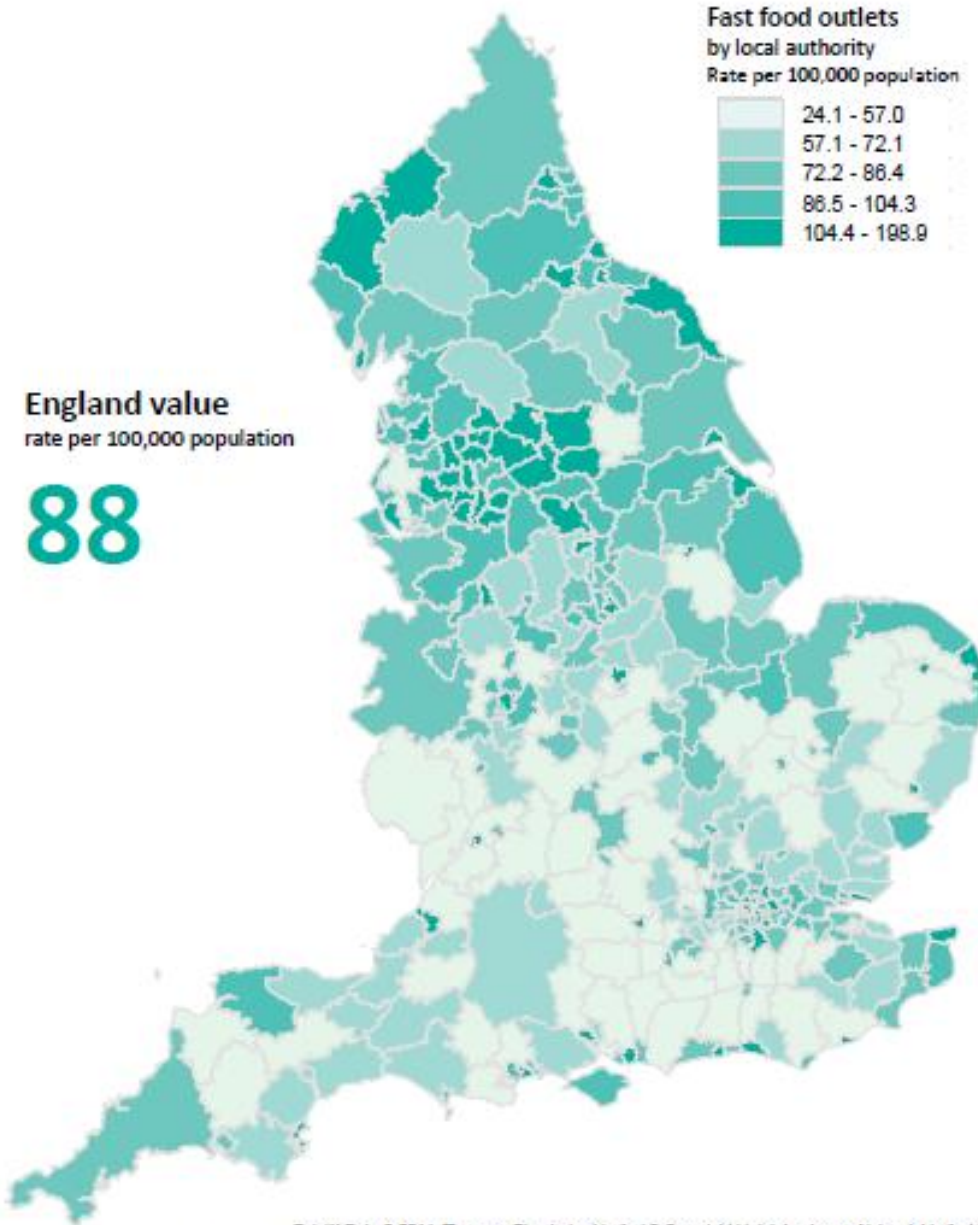 Fast food outlets
by local authority
Rate per 100,000 population
24.1 - 57.0
57.1 - 72.1
72.2 - 86.4
86.5 - 104.3
104.4 - 198.9
England value
rate per 100,000 population
88